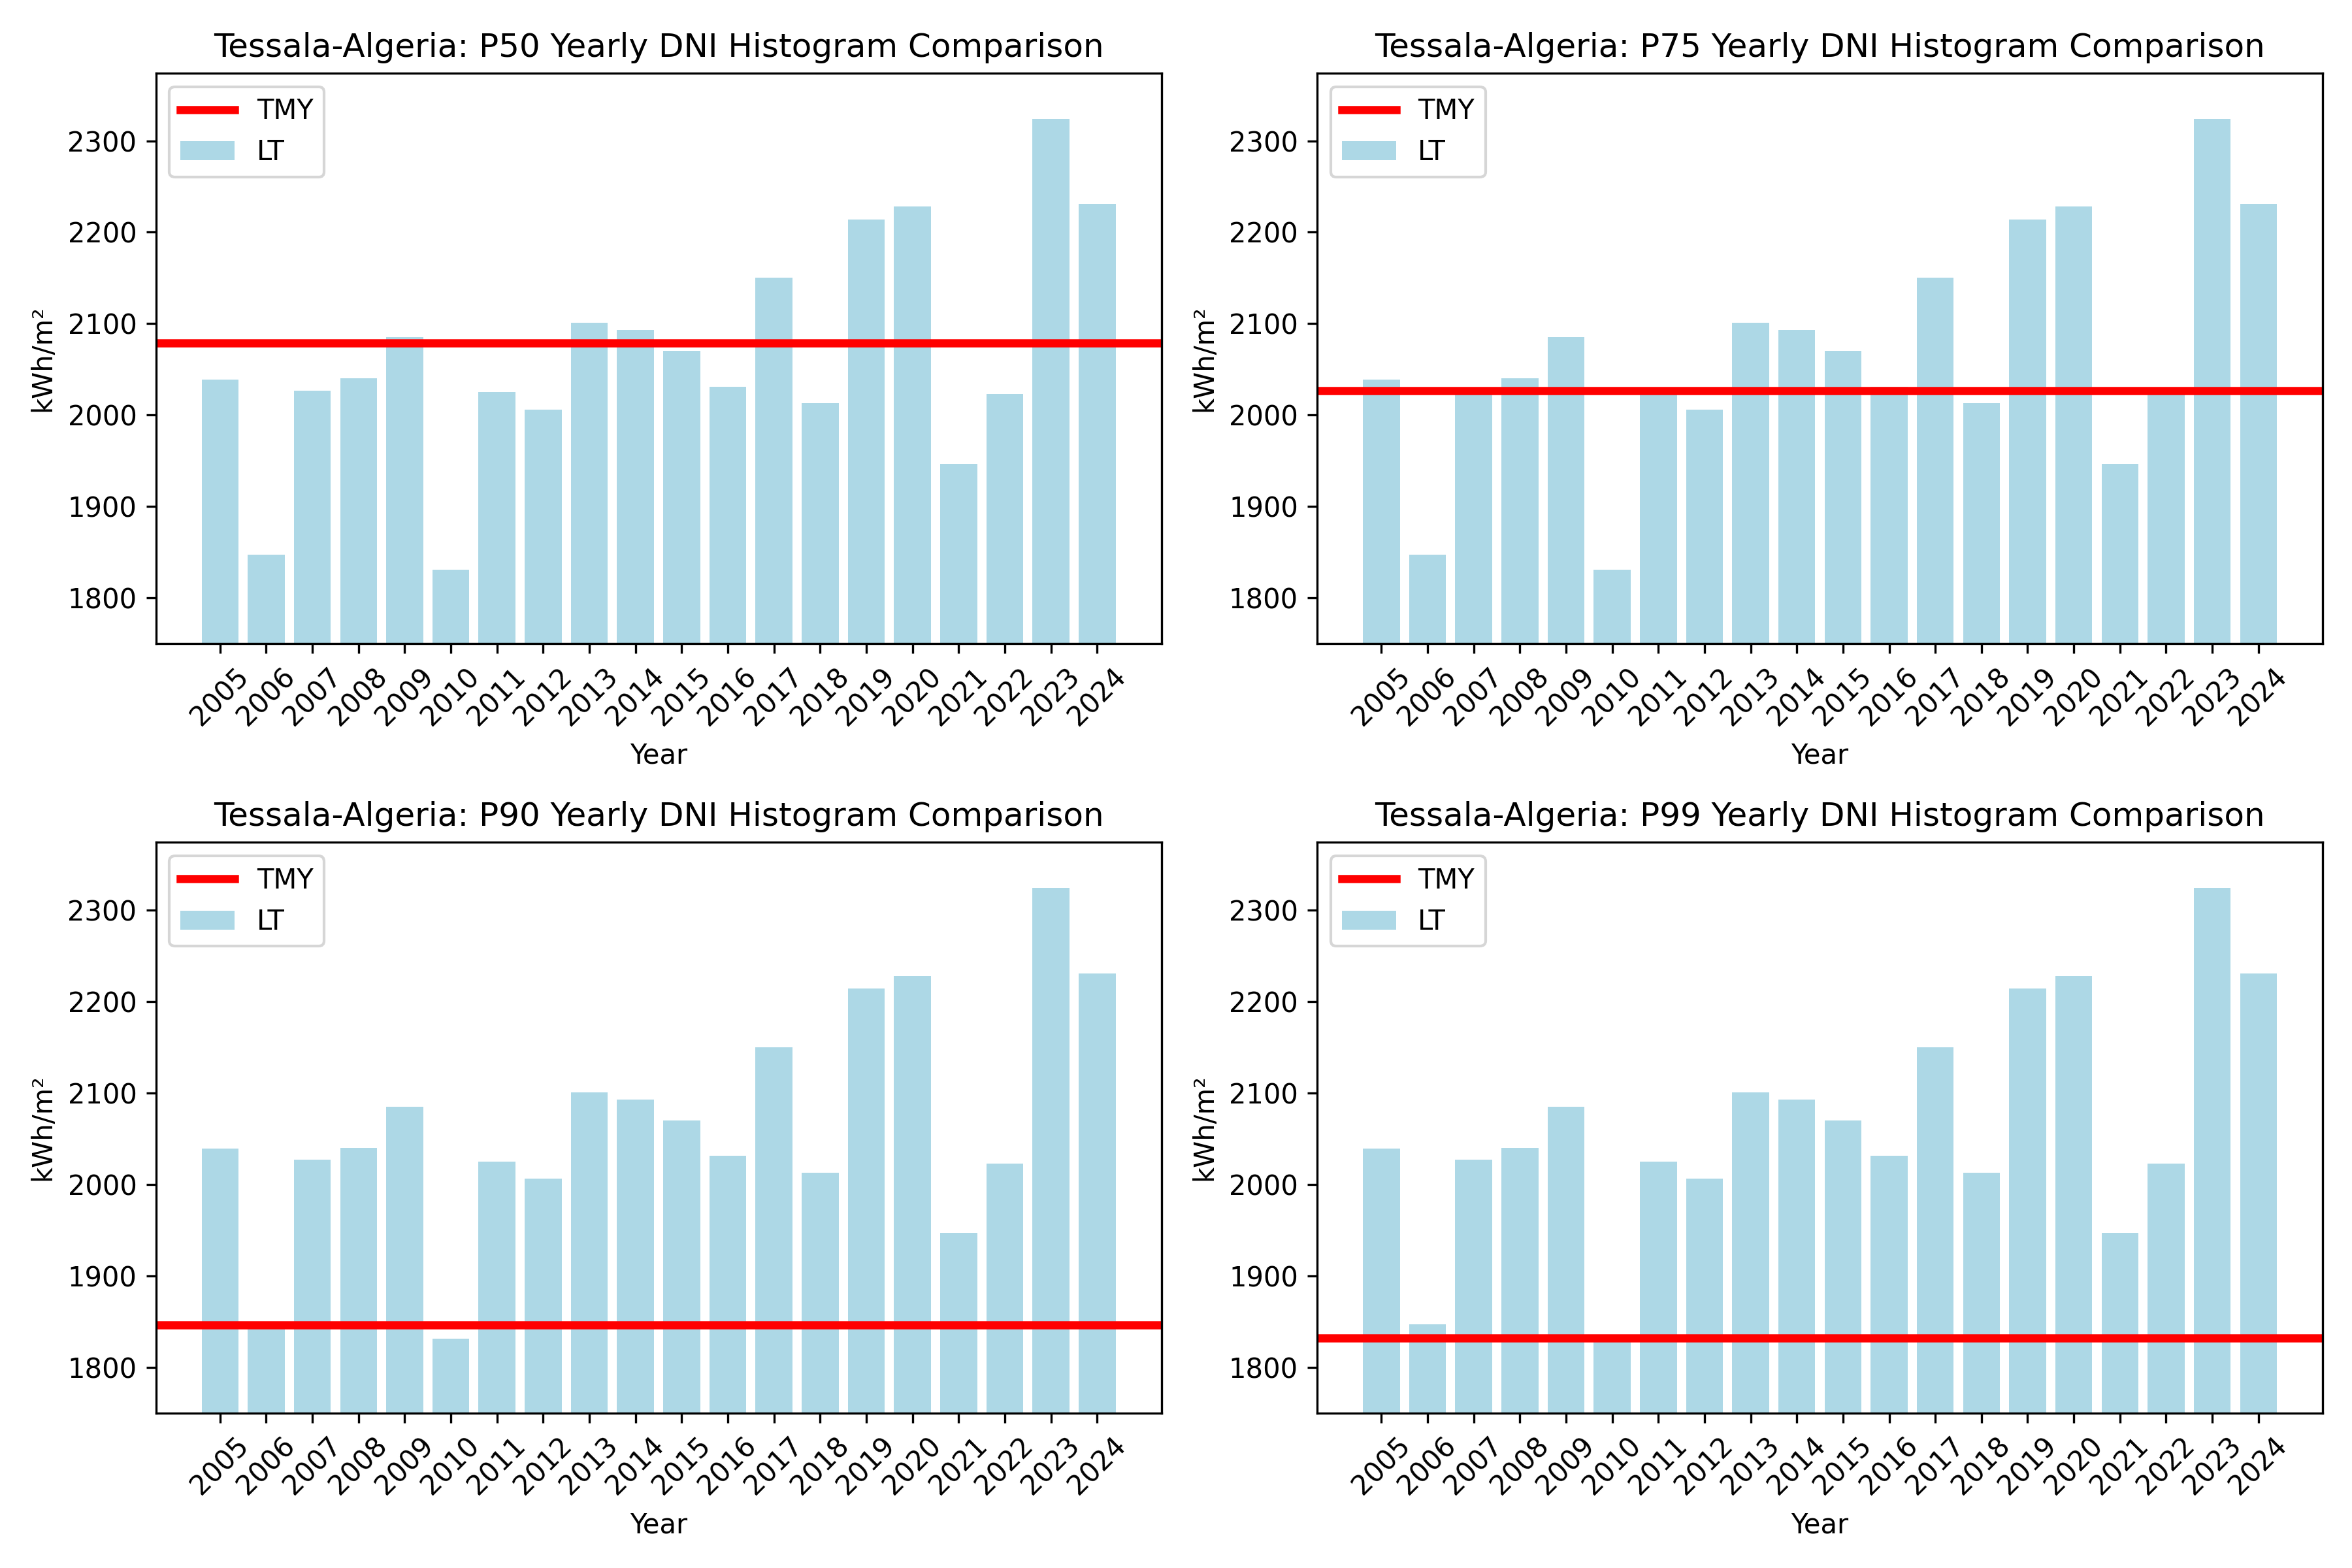 Tessala-Algeria: P50 Yearly DNI Histogram Comparison
TMY
LT
2300
2200
2100
2000
1900
1800
kWh/m²
2005 2006 2007 2008 2009 2010 2011 2012 2013 2014 2015 2016 2017 2018 2019 2020 2021 2022 2023 2024
Year
Tessala-Algeria: P75 Yearly DNI Histogram Comparison
TMY
LT
2300
2200
2100
2000
1900
1800
kWh/m²
2005 2006 2007 2008 2009 2010 2011 2012 2013 2014 2015 2016 2017 2018 2019 2020 2021 2022 2023 2024
Year
Tessala-Algeria: P90 Yearly DNI Histogram Comparison
TMY
LT
2300
2200
2100
2000
1900
1800
kWh/m²
2005 2006 2007 2008 2009 2010 2011 2012 2013 2014 2015 2016 2017 2018 2019 2020 2021 2022 2023 2024
Year
Tessala-Algeria: P99 Yearly DNI Histogram Comparison
TMY
LT
2300
2200
2100
2000
1900
1800
kWh/m²
2005 2006 2007 2008 2009 2010 2011 2012 2013 2014 2015 2016 2017 2018 2019 2020 2021 2022 2023 2024
Year